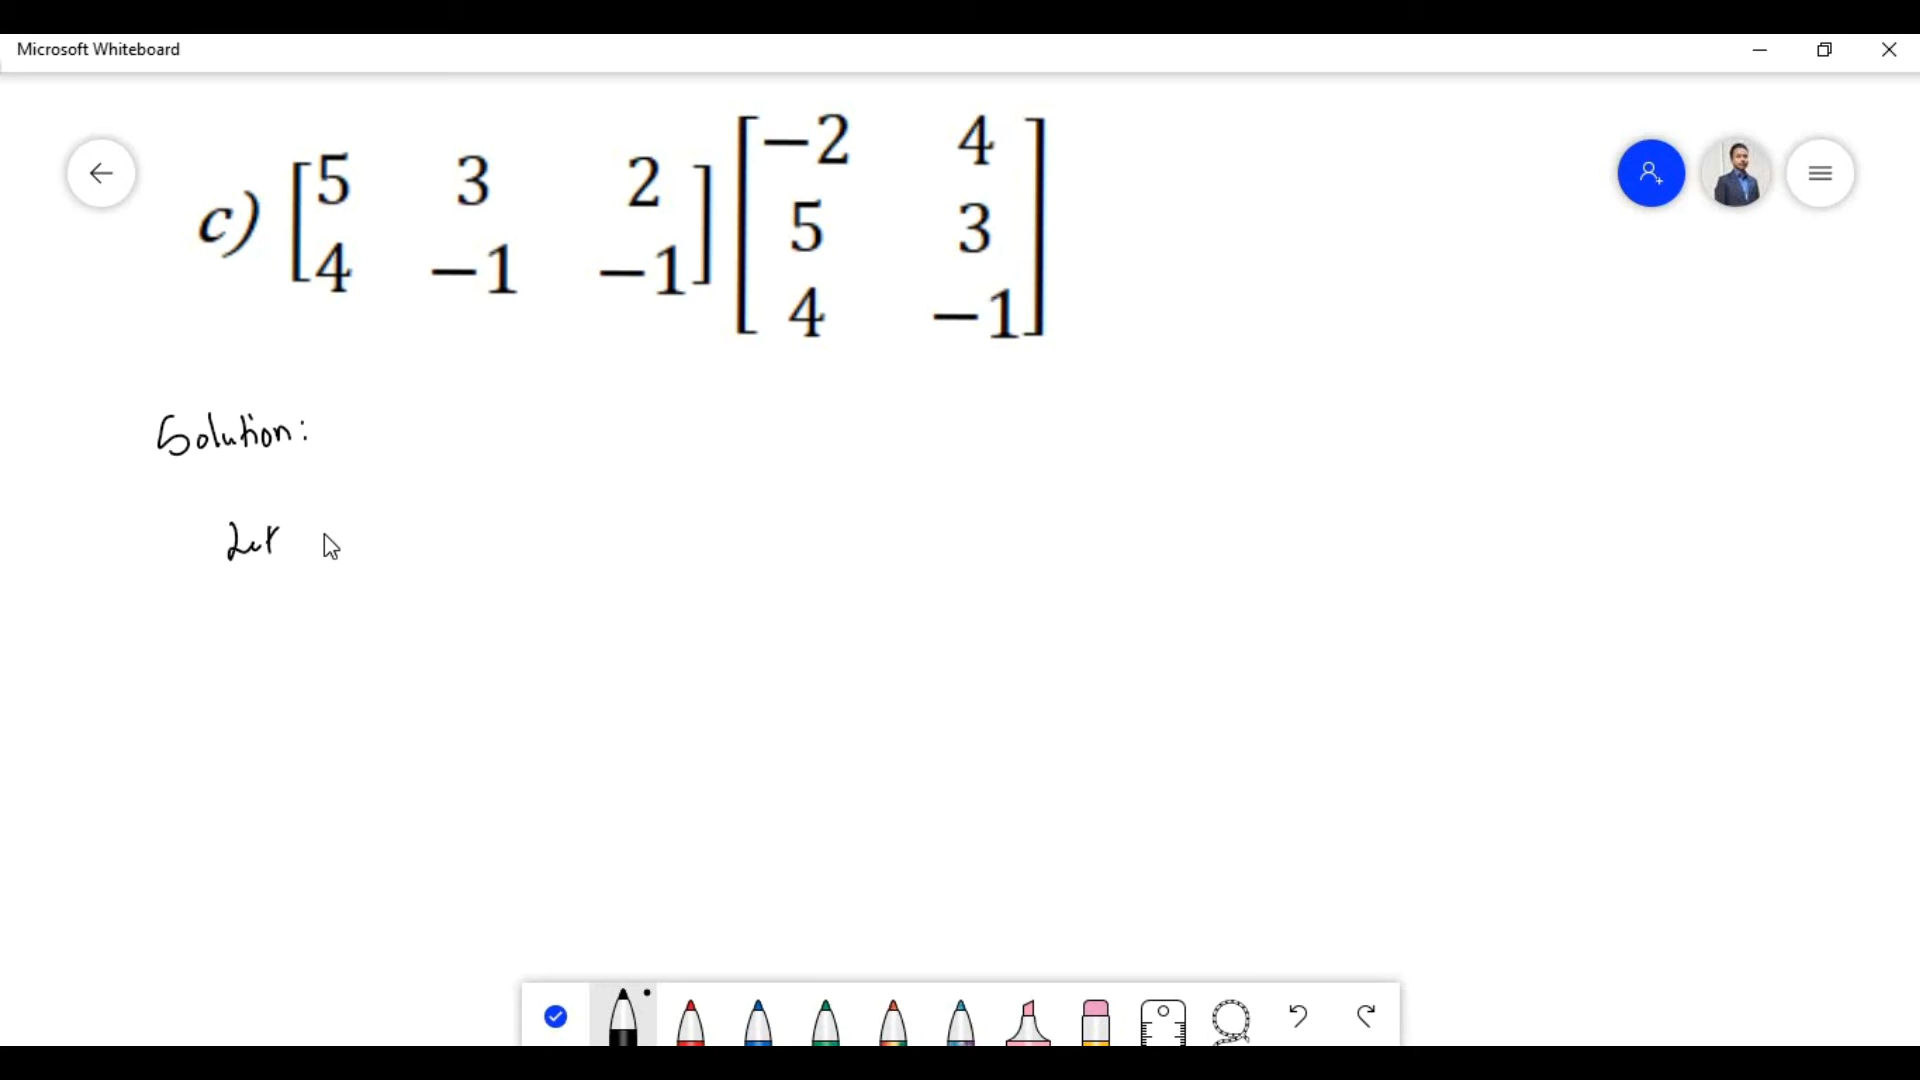 Microsoft Whiteboard
c) [5 3 2
4 −1 −1] [−2 4
5 3
4 −1]
Solution:
Let